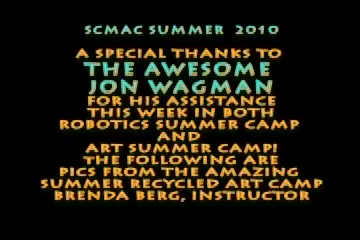 SCMAC SUMMER 2010
A SPECIAL THANKS TO
THE AWESOME
JON WAGMAN
FOR HIS ASSISTANCE
THIS WEEK IN BOTH
ROBOTICS SUMMER CAMP
AND
ART SUMMER CAMP!
THE FOLLOWING ARE
PICS FROM THE AMAZING
SUMMER RECYCLED ART CAMP
BRENDA BERG, INSTRUCTOR